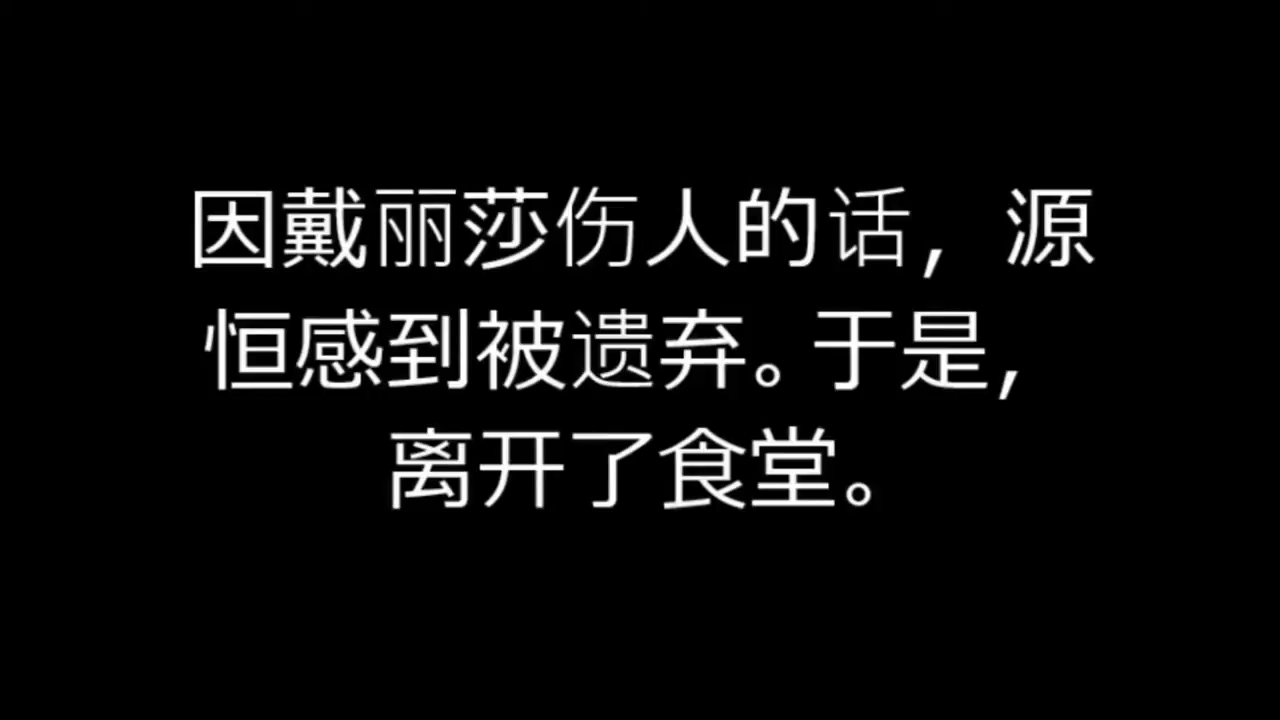 因戴丽莎伤人的话，源
恒感到被遗弃。于是，
离开了食堂。